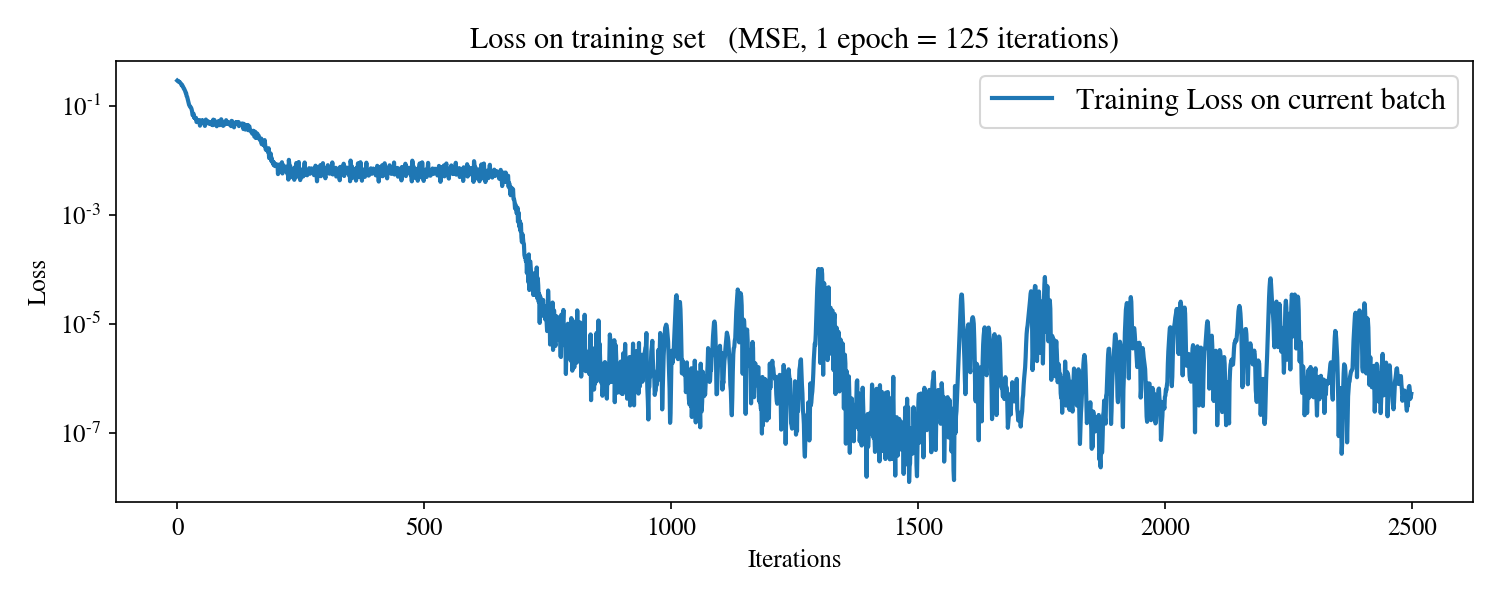 Loss on training set (MSE, 1 epoch = 125 iterations)
Training Loss on current batch
Loss
10^-1
10^-3
10^-5
10^-7
0 500 1000 1500 2000 2500
Iterations